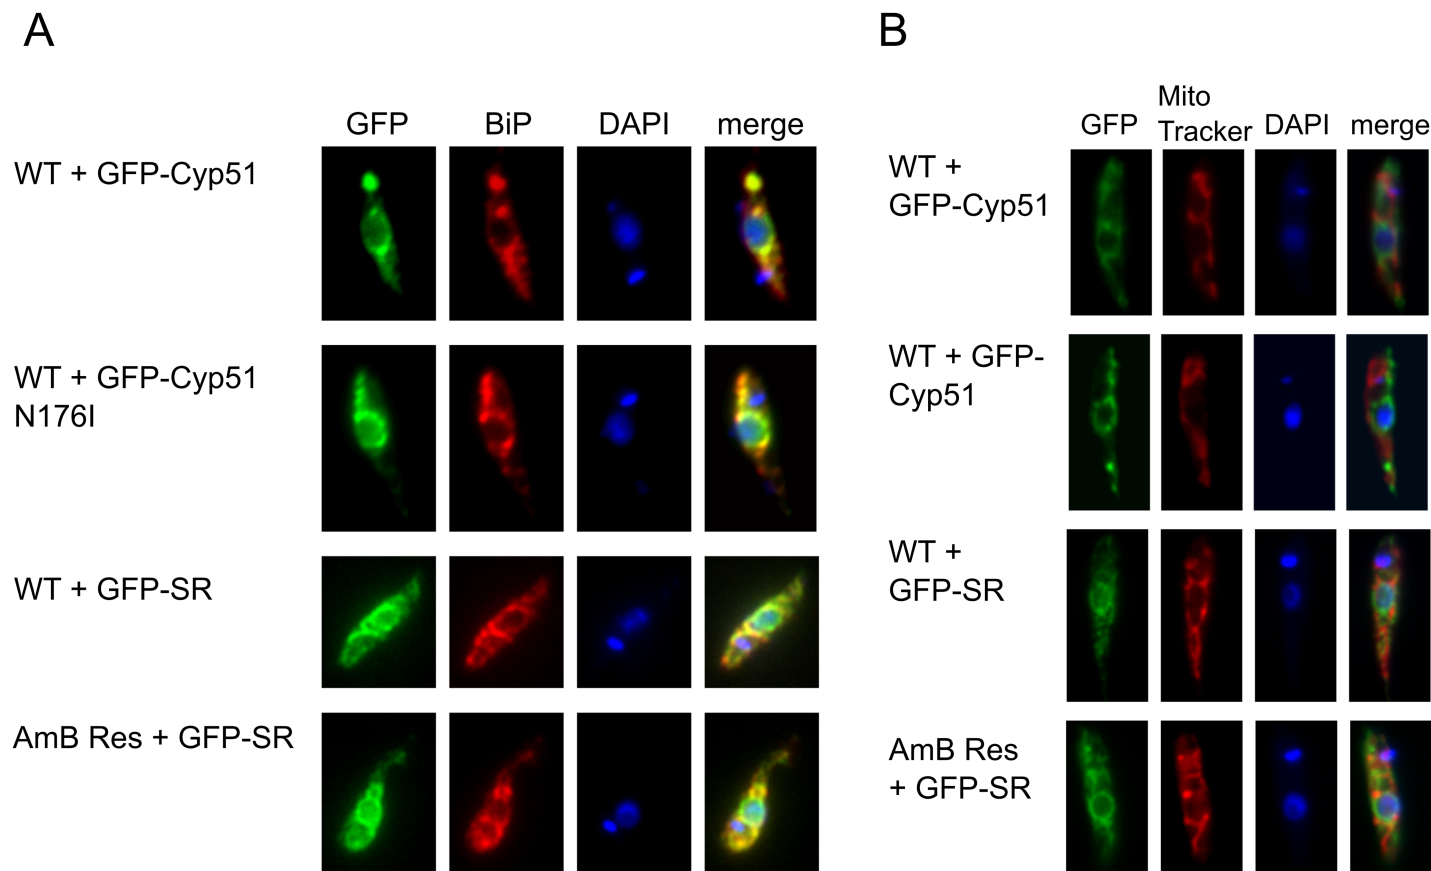 A
GFP BiP DAPI merge
WT + GFP-Cyp51
WT + GFP-Cyp51
N176I
WT + GFP-SR
AmB Res + GFP-SR
B
GFP Mito
Tracker DAPI merge
WT +
GFP-Cyp51
WT + GFP-
Cyp51
WT +
GFP-SR
AmB Res
+ GFP-SR